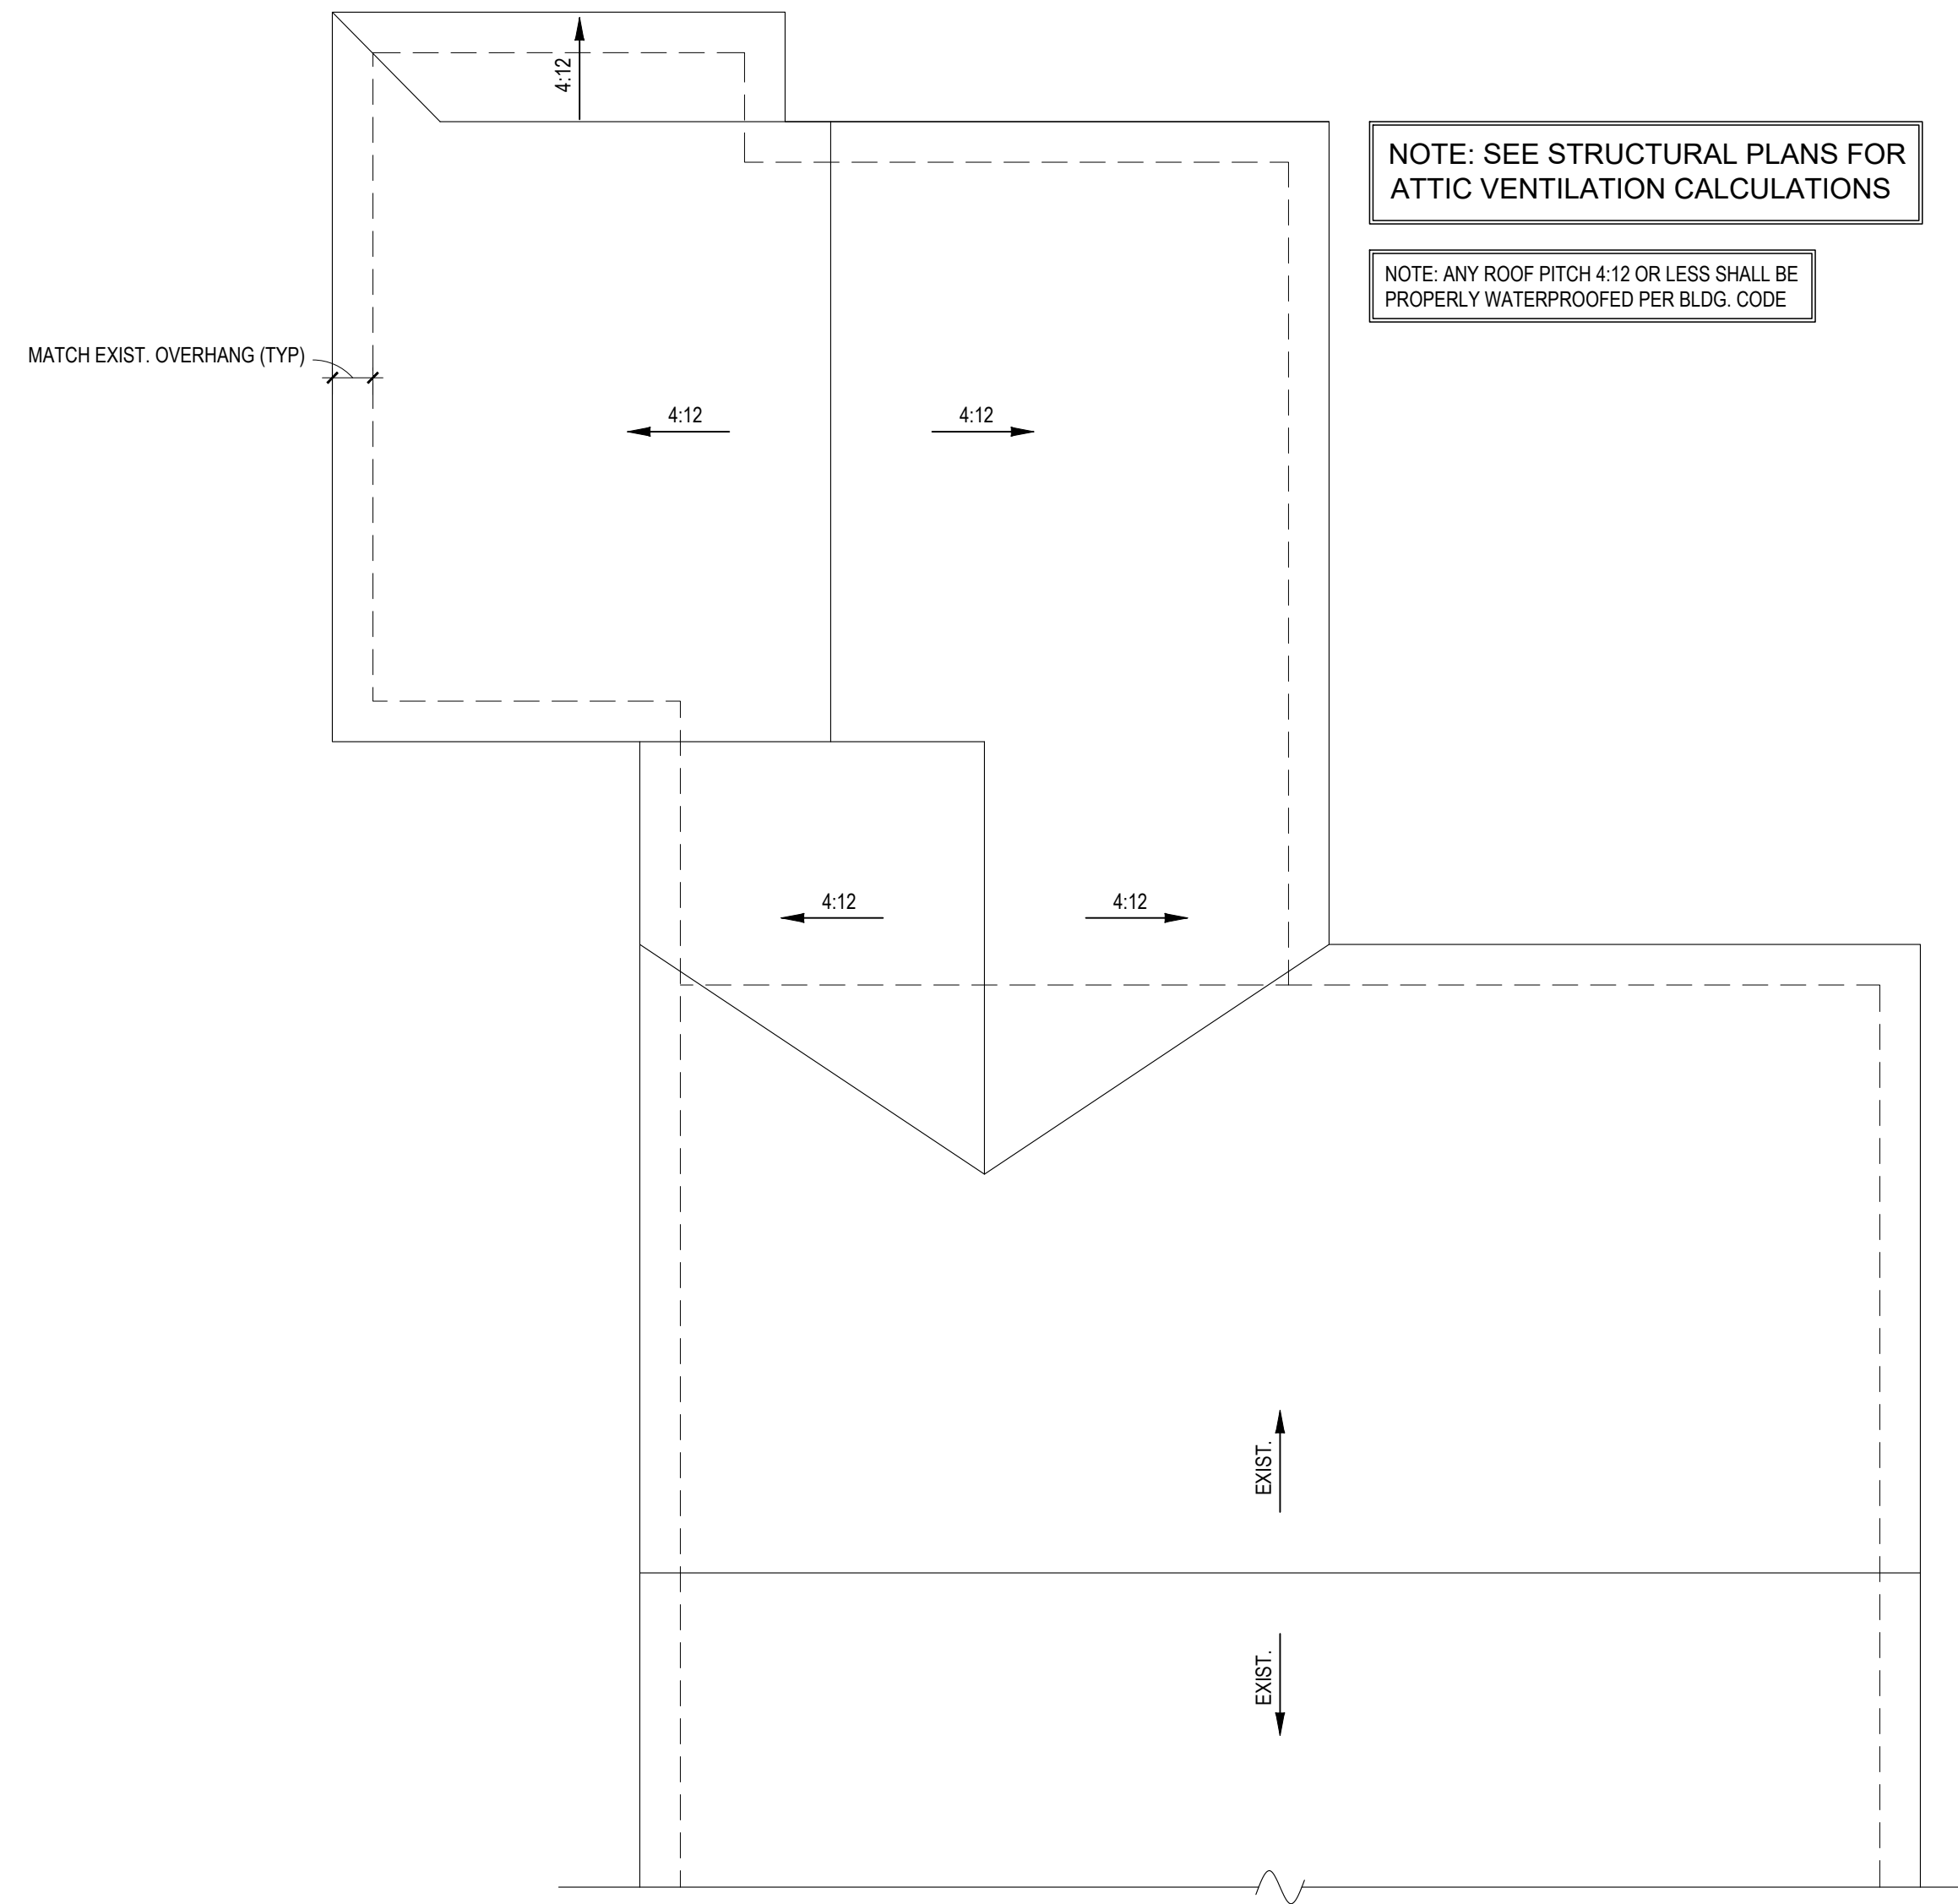 4:12
NOTE: SEE STRUCTURAL PLANS FOR
ATTIC VENTILATION CALCULATIONS
NOTE: ANY ROOF PITCH 4:12 OR LESS SHALL BE
PROPERLY WATERPROOFED PER BLDG. CODE
MATCH EXIST. OVERHANG (TYP)
4:12
4:12
4:12
4:12
EXIST.
EXIST.